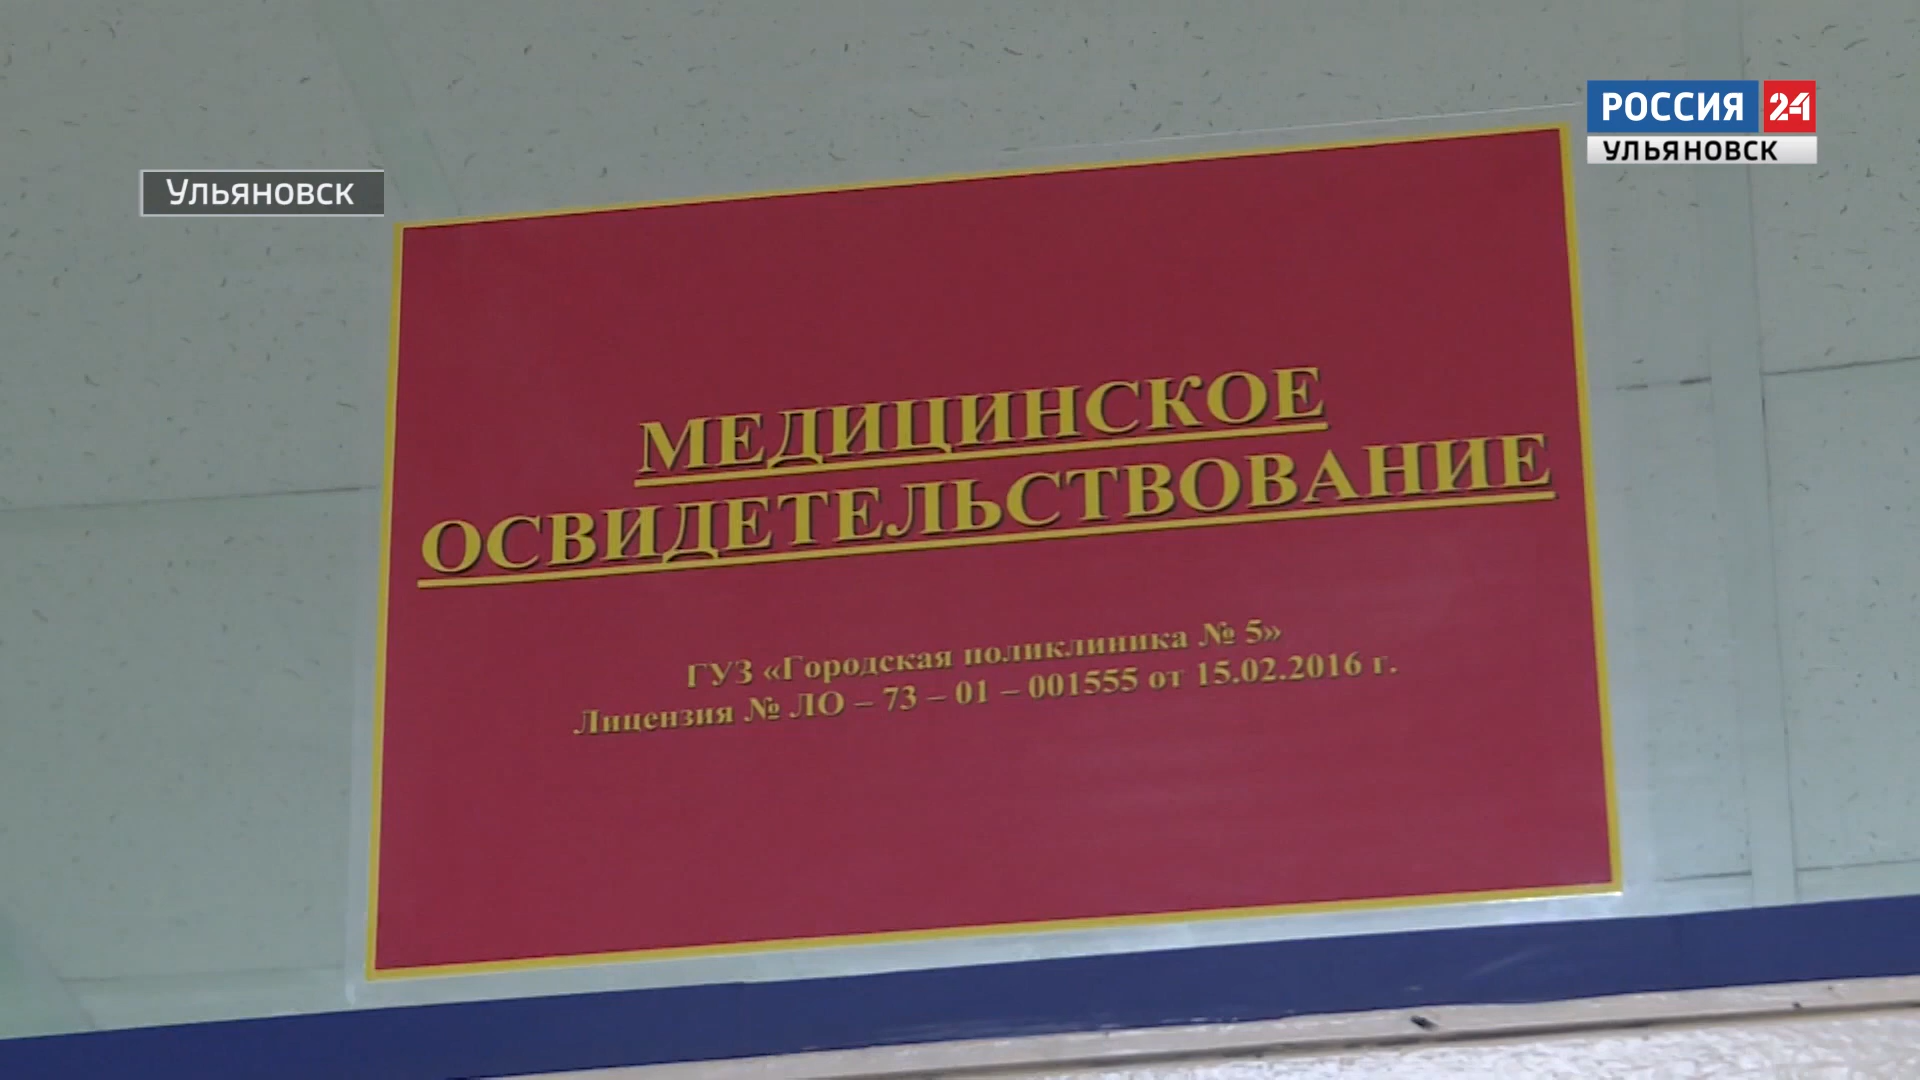 РОССИЯ 24
УЛЬЯНОВСК
УЛЬЯНОВСК
МЕДИЦИНСКОЕ
ОСВИДЕТЕЛЬСТВОВАНИЕ
ГУЗ «Городская поликлиника № 5»
Лицензия № ЛО – 73 – 01 – 001555 от 15.02.2016 г.